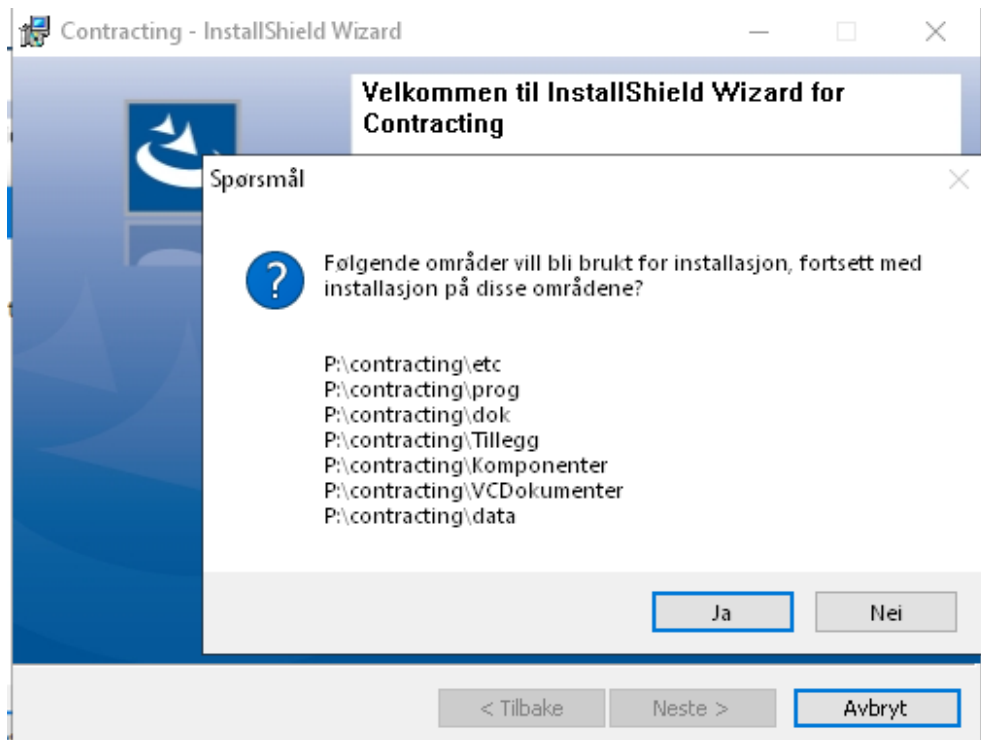 Contracting - InstallShield Wizard
Velkommen til InstallShield Wizard for
Contracting
Spørsmål
Følgende områder vill bli brukt for installasjon, fortsett med
installasjon på disse områdene?
P:\contracting\etc
P:\contracting\prog
P:\contracting\dok
P:\contracting\Tillegg
P:\contracting\Komponenter
P:\contracting\VCDokumenter
P:\contracting\data
Ja
Nei
< Tilbake
Neste >
Avbryt